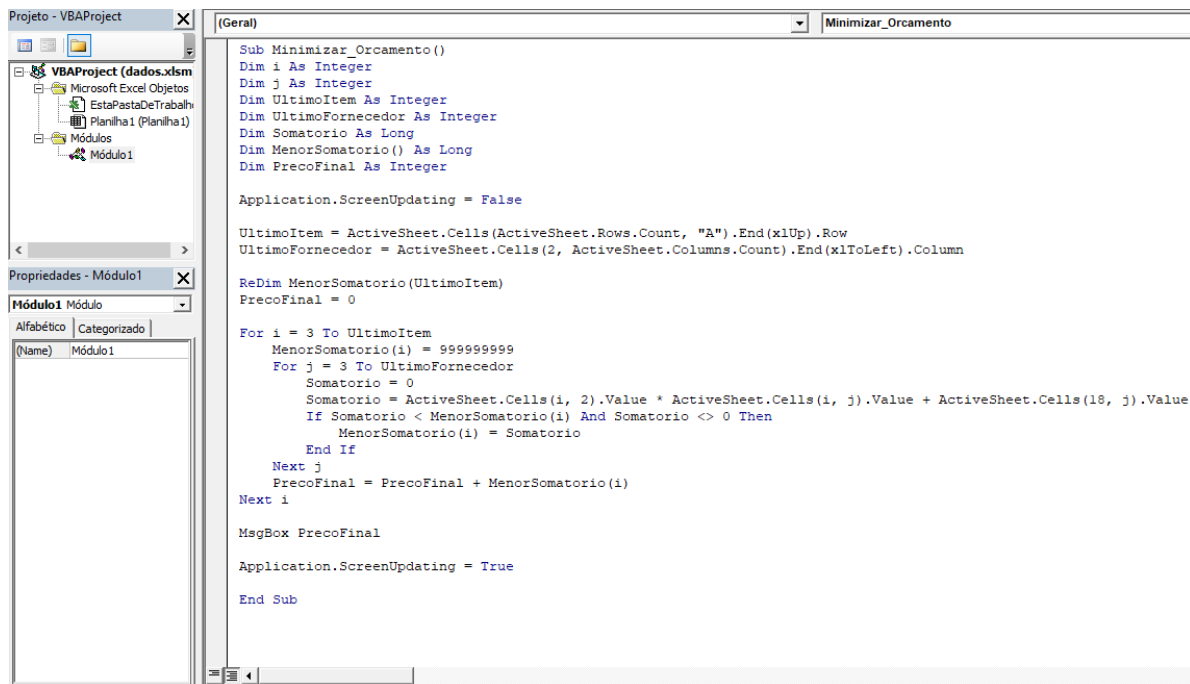 Projeto - VBAProject
VBAProject (dados.xlsm
Microsoft Excel Objetos
EstaPastaDeTrabalh
Planilha1 (Planilha1)
Módulos
Módulo1
Propriedades - Módulo1
Módulo1 Módulo
Alfabético Categorizado
(Name) Módulo1
(Geral) Minimizar_Orcamento
Sub Minimizar_Orcamento()
Dim i As Integer
Dim j As Integer
Dim UltimoItem As Integer
Dim UltimoFornecedor As Integer
Dim Somatorio As Long
Dim MenorSomatorio() As Long
Dim PrecoFinal As Integer
Application.ScreenUpdating = False
UltimoItem = ActiveSheet.Cells(ActiveSheet.Rows.Count, "A").End(xlUp).Row
UltimoFornecedor = ActiveSheet.Cells(2, ActiveSheet.Columns.Count).End(xlToLeft).Column
ReDim MenorSomatorio(UltimoItem)
PrecoFinal = 0
For i = 3 To UltimoItem
    MenorSomatorio(i) = 999999999
    For j = 3 To UltimoFornecedor
        Somatorio = 0
        Somatorio = ActiveSheet.Cells(i, 2).Value * ActiveSheet.Cells(i, j).Value + ActiveSheet.Cells(18, j).Value
        If Somatorio < MenorSomatorio(i) And Somatorio <> 0 Then
            MenorSomatorio(i) = Somatorio
        End If
    Next j
    PrecoFinal = PrecoFinal + MenorSomatorio(i)
Next i
MsgBox PrecoFinal
Application.ScreenUpdating = True
End Sub